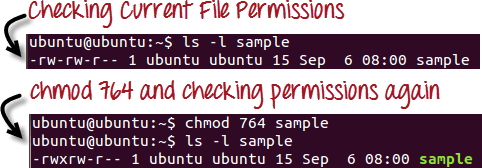 Checking Current File Permissions
ubuntu@ubuntu:~$ ls -l sample
-rw-rw-r-- 1 ubuntu ubuntu 15 Sep  6 08:00 sample
chmod 764 and checking permissions again
ubuntu@ubuntu:~$ chmod 764 sample
ubuntu@ubuntu:~$ ls -l sample
-rwxrw-r-- 1 ubuntu ubuntu 15 Sep  6 08:00 sample